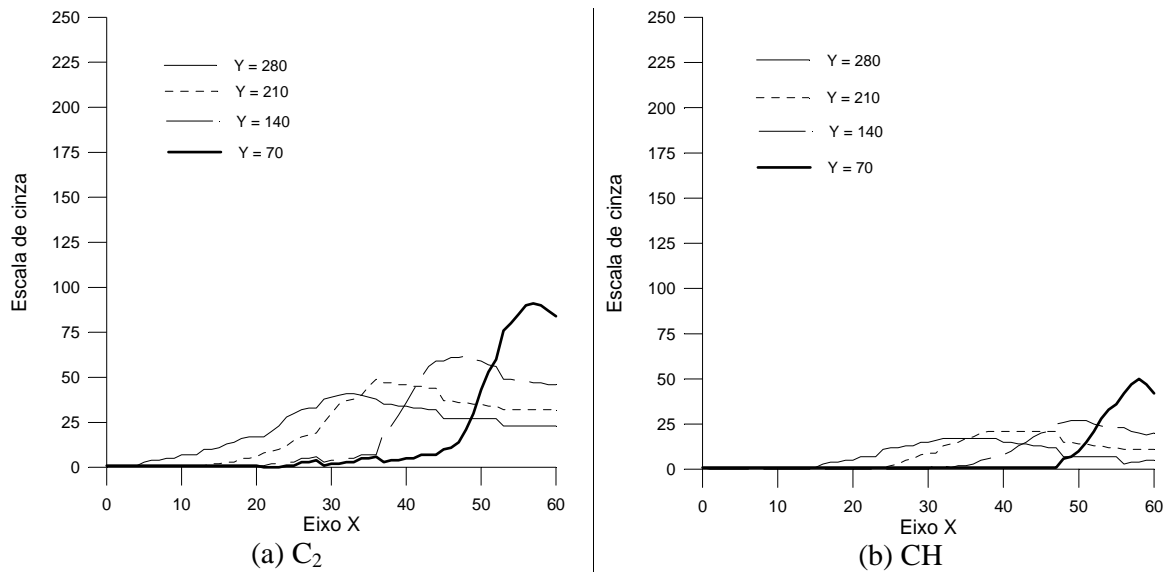 250
225
200
175
150
125
100
75
50
25
0
Escala de cinza
Y = 280
Y = 210
Y = 140
Y = 70
0 10 20 30 40 50 60
Eixo X
(a) C₂
250
225
200
175
150
125
100
75
50
25
0
Escala de cinza
Y = 280
Y = 210
Y = 140
Y = 70
0 10 20 30 40 50 60
Eixo X
(b) CH